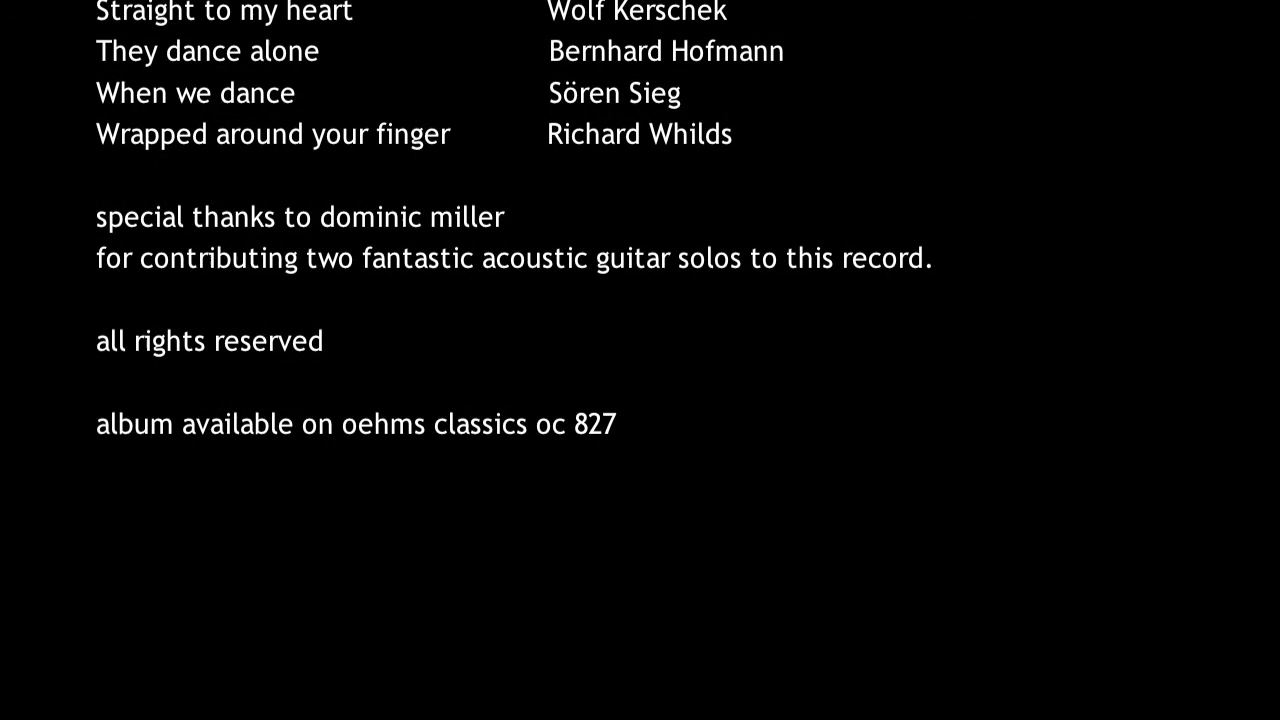 Straight to my heart Wolf Kerschek
They dance alone Bernhard Hofmann
When we dance Sören Sieg
Wrapped around your finger Richard Whilds
special thanks to dominic miller
for contributing two fantastic acoustic guitar solos to this record.
all rights reserved
album available on oehms classics oc 827